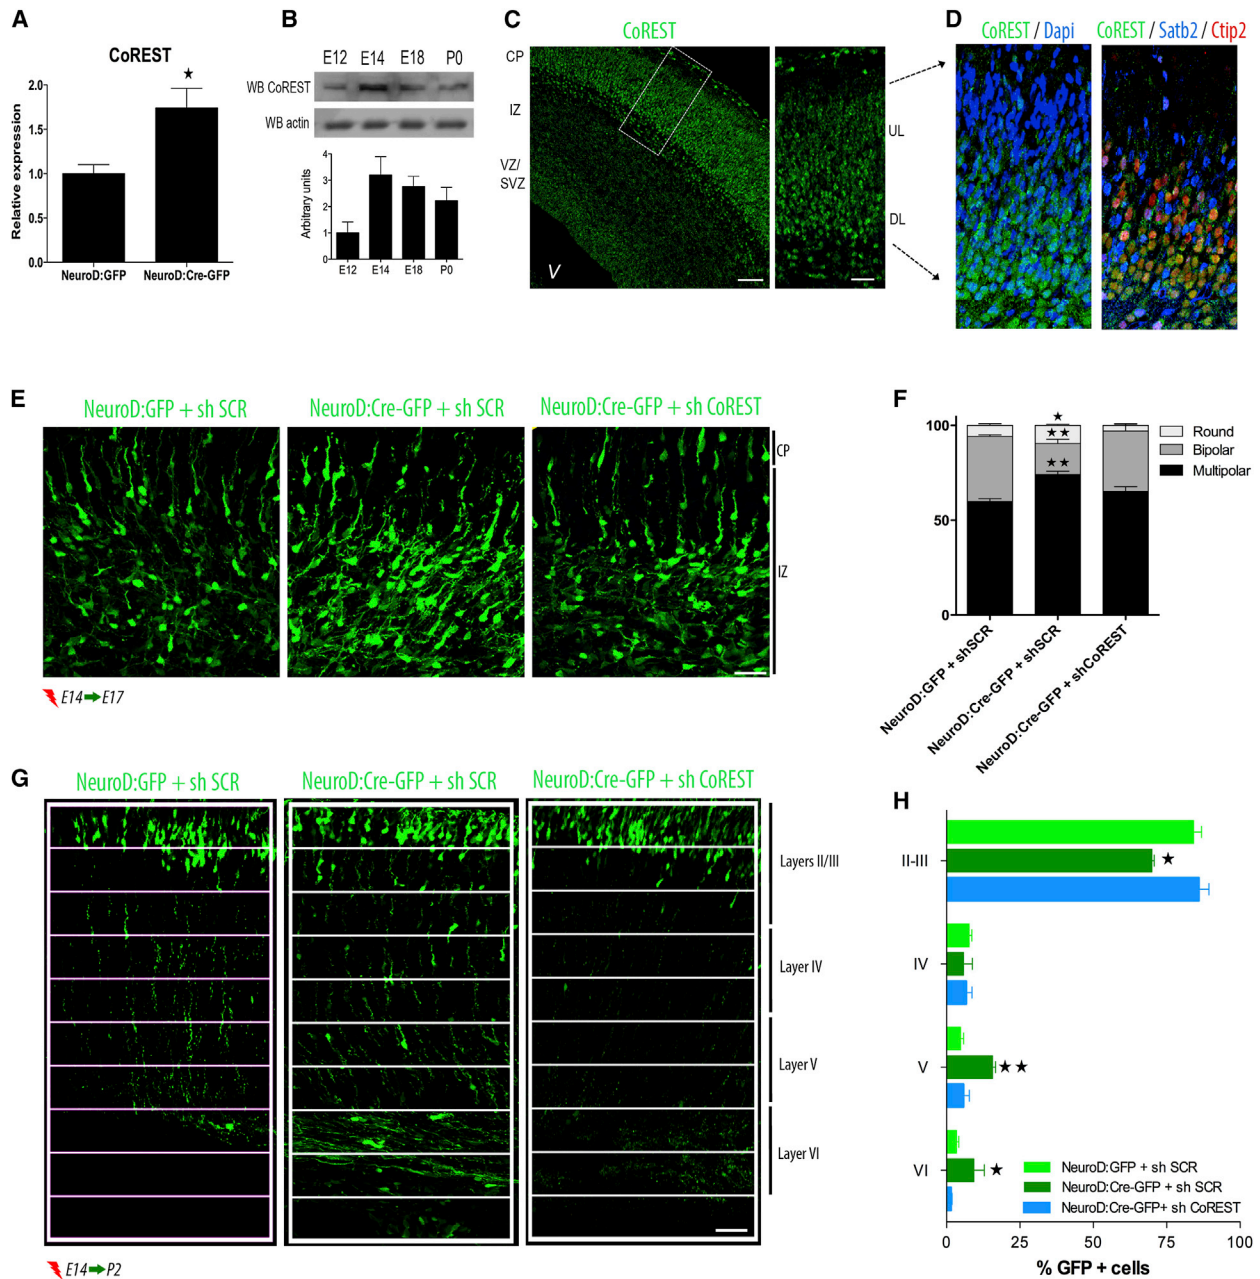 A
CoREST
★
Relative expression
2.0
1.5
1.0
0.5
0.0
NeuroD:GFP NeuroD:Cre-GFP
B
E12 E14 E18 P0
WB CoREST
WB actin
Arbitrary units
4
3
2
1
0
E12 E14 E18 P0
C
CoREST
CP
IZ
VZ/
SVZ
V
UL
DL
D
CoREST / Dapi
CoREST / Satb2 / Ctip2
E
NeuroD:GFP + sh SCR
NeuroD:Cre-GFP + sh SCR
NeuroD:Cre-GFP + sh CoREST
CP
IZ
E14 E17
F
100
50
0
★
★★
★★
Round
Bipolar
Multipolar
NeuroD:GFP + shSCR
NeuroD:Cre-GFP + shSCR
NeuroD:Cre-GFP + shCoREST
G
NeuroD:GFP + sh SCR
NeuroD:Cre-GFP + sh SCR
NeuroD:Cre-GFP + sh CoREST
Layers II/III
Layer IV
Layer V
Layer VI
E14 P2
H
II-III
★
IV
V
★★
VI
★
NeuroD:GFP + sh SCR
NeuroD:Cre-GFP + sh SCR
NeuroD:Cre-GFP+ sh CoREST
0 25 50 75 100
% GFP + cells